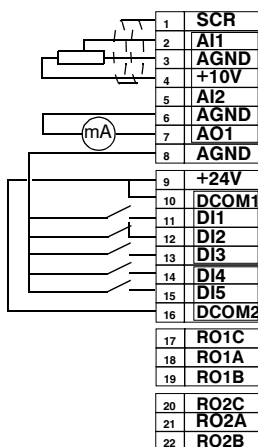 1 SCR
2 AI1
3 AGND
4 +10V
5 AI2
6 AGND
mA 7 AO1
8 AGND
9 +24V
10 DCOM1
11 DI1
12 DI2
13 DI3
14 DI4
15 DI5
16 DCOM2
17 RO1C
18 RO1A
19 RO1B
20 RO2C
21 RO2A
22 RO2B